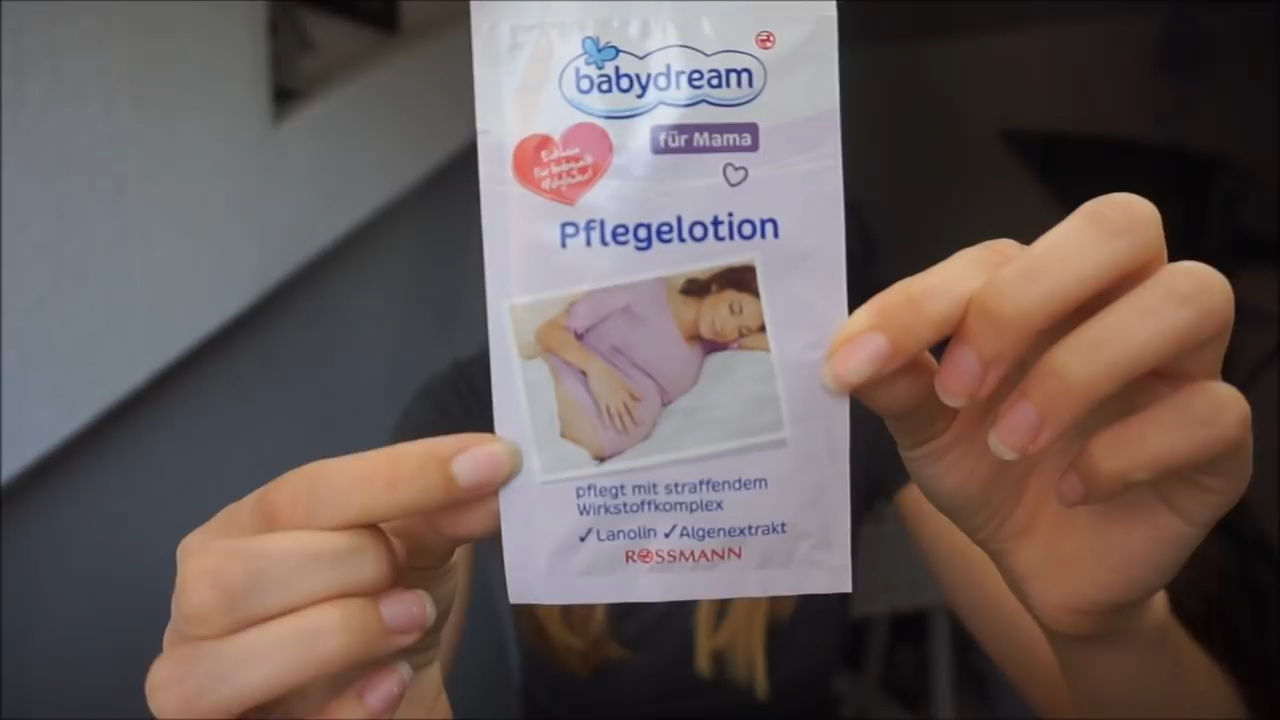 babydream
für Mama
Pflegelotion
pflegt mit straffendem
Wirkstoffkomplex
✓Lanolin ✓Algenextrakt
ROSSMANN